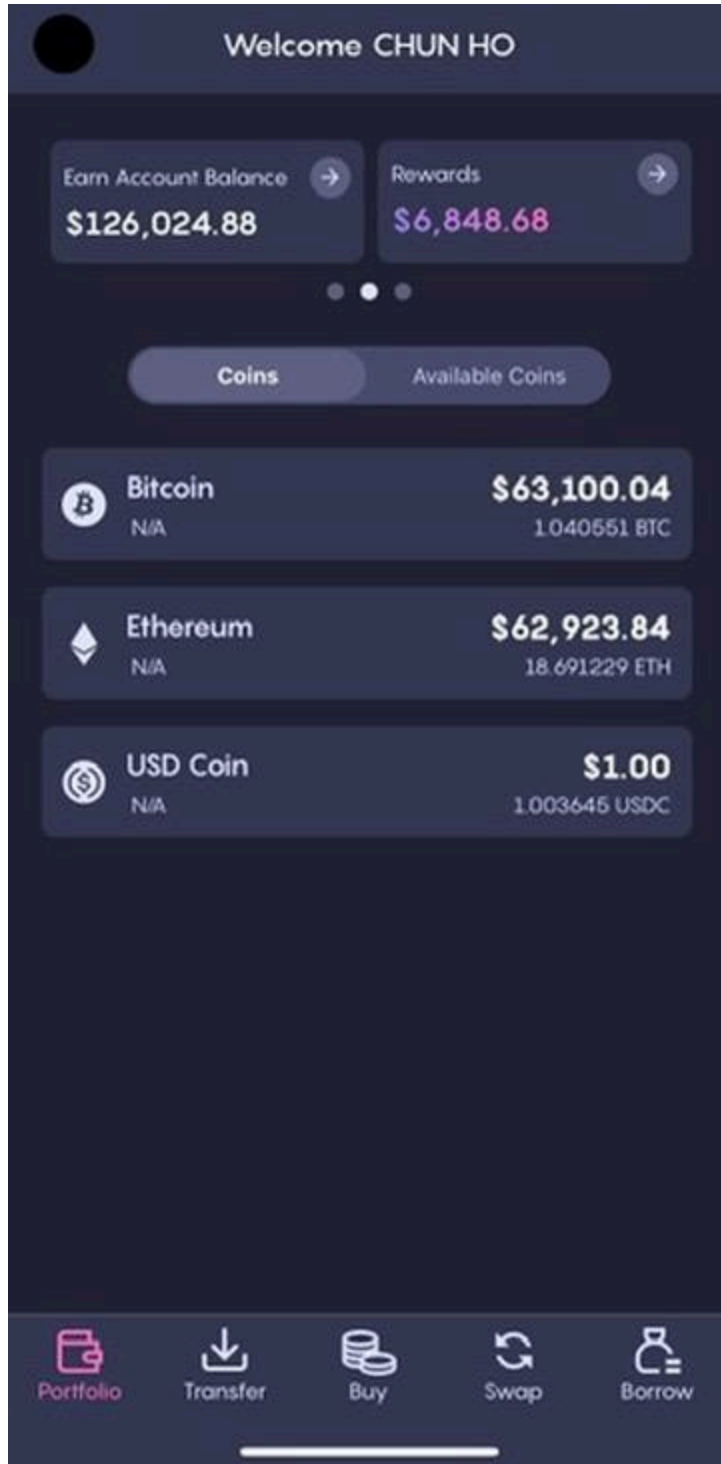 Welcome CHUN HO
Earn Account Balance
$126,024.88
Rewards
$6,848.68
Coins
Available Coins
Bitcoin
$63,100.04
N/A
1.040551 BTC
Ethereum
$62,923.84
N/A
18.691229 ETH
USD Coin
$1.00
N/A
1.003645 USDC
Portfolio
Transfer
Buy
Swap
Borrow